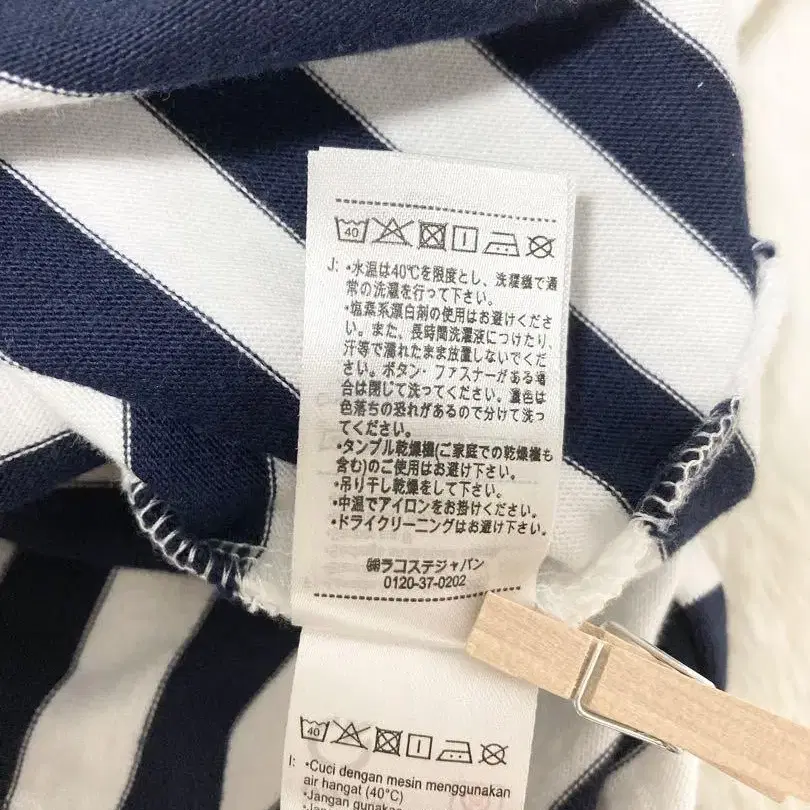 40
J: •水温は40℃を限度とし、洗濯機で通
常の洗濯を行って下さい。
•塩素系漂白剤の使用はお避けくださ
い。また、長時間洗濯液につけたり、
汗等で濡れたまま放置しないでくだ
さい。ボタン・ファスナーがある場
合は閉じて洗ってください。濃色は
色落ちの恐れがあるので分けて洗っ
てください。
•タンブル乾燥機(ご家庭での乾燥機も
含む)のご使用はお避け下さい。
•吊り干し乾燥をして下さい。
•中温でアイロンをお掛けください。
•ドライクリーニングはお避け下さい。
㈱ラコステジャパン
0120-37-0202
40
I: •Cuci dengan mesin menggunakan
air hangat (40°C)
•Jangan gunakan